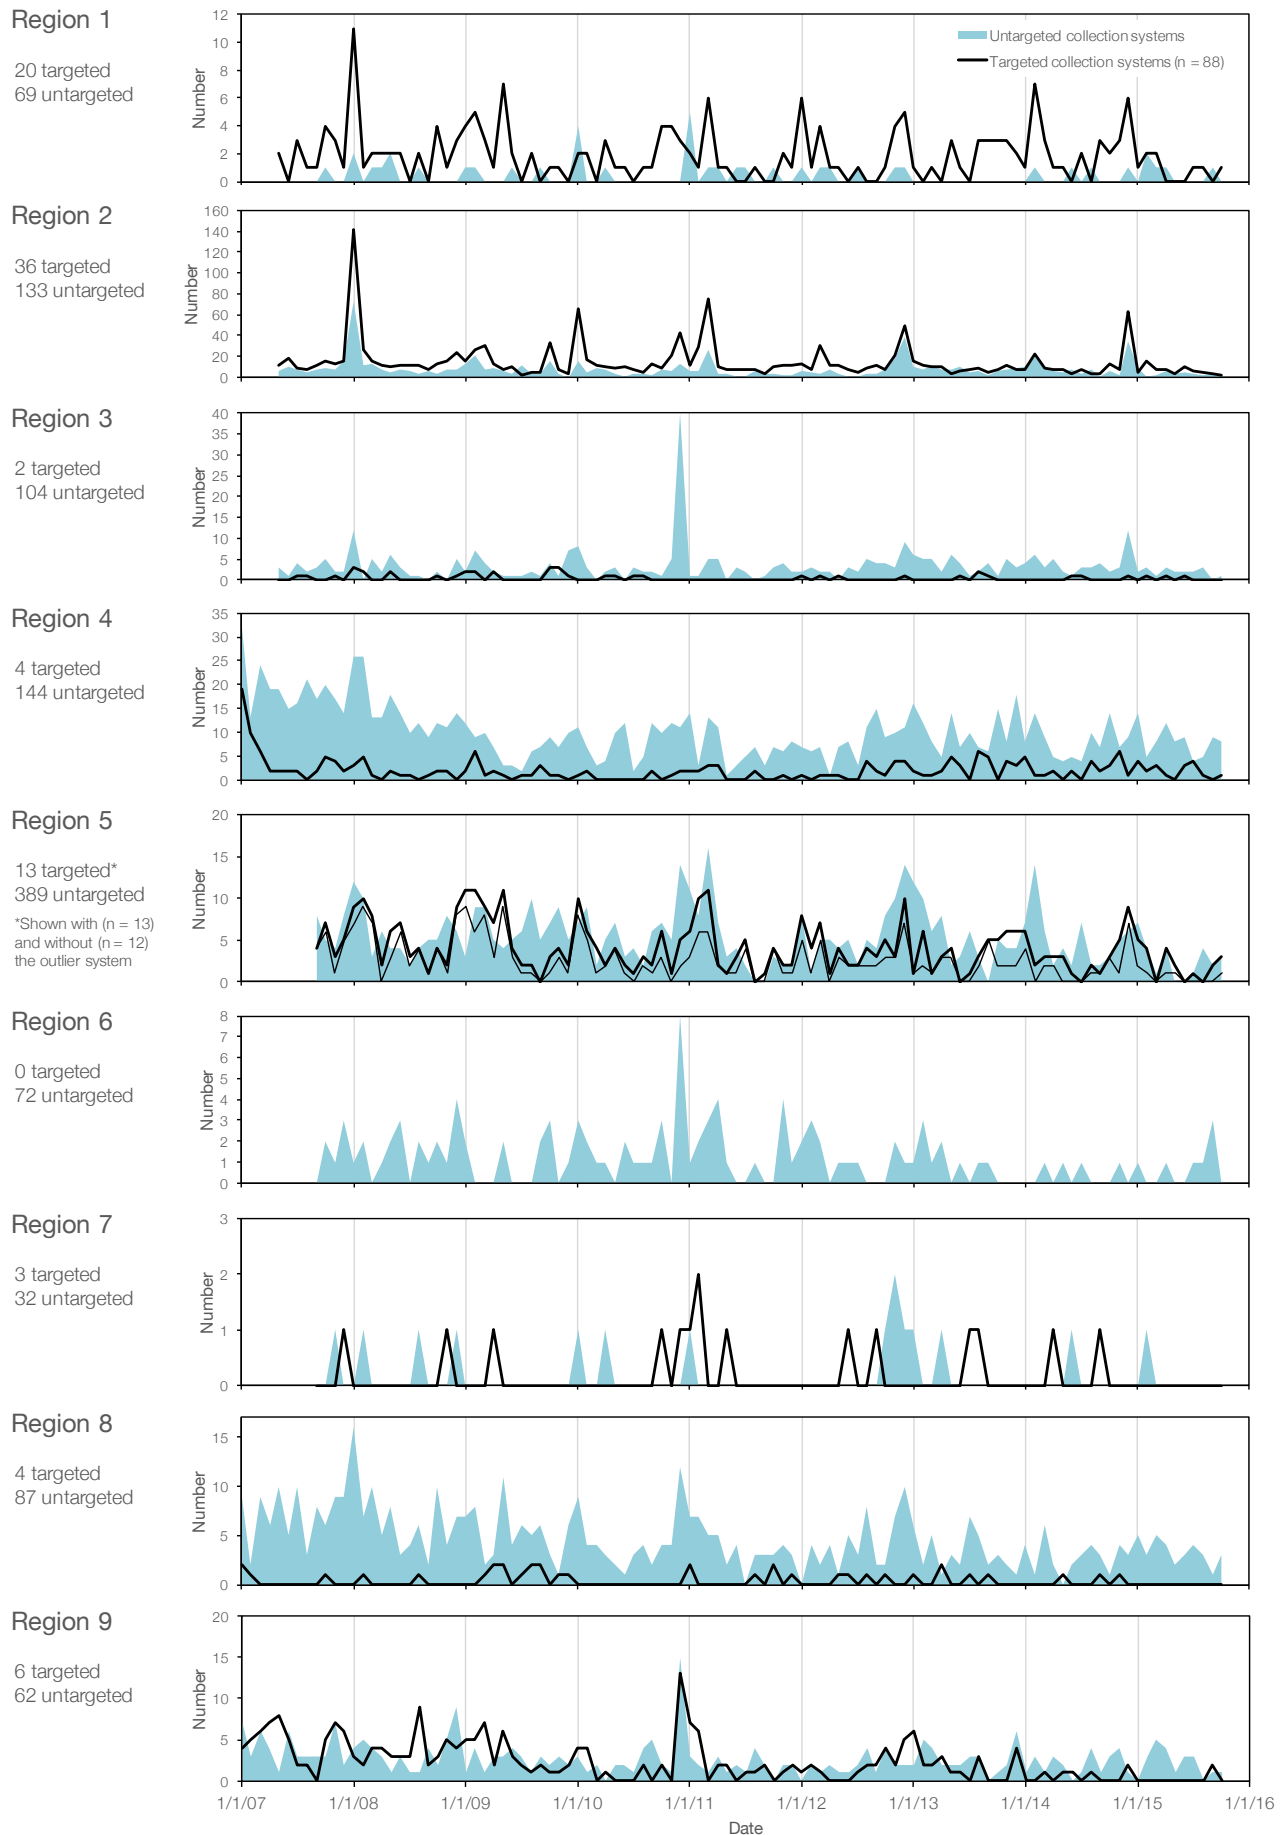 Region 1
20 targeted
69 untargeted
Number
12
10
8
6
4
2
0
Untargeted collection systems
Targeted collection systems (n = 88)
Region 2
36 targeted
133 untargeted
Number
160
140
120
100
80
60
40
20
0
Region 3
2 targeted
104 untargeted
Number
40
35
30
25
20
15
10
5
0
Region 4
4 targeted
144 untargeted
Number
35
30
25
20
15
10
5
0
Region 5
13 targeted*
389 untargeted
*Shown with (n = 13)
and without (n = 12)
the outlier system
Number
20
15
10
5
0
Region 6
0 targeted
72 untargeted
Number
8
7
6
5
4
3
2
1
0
Region 7
3 targeted
32 untargeted
Number
3
2
1
0
Region 8
4 targeted
87 untargeted
Number
15
10
5
0
Region 9
6 targeted
62 untargeted
Number
20
15
10
5
0
1/1/07 1/1/08 1/1/09 1/1/10 1/1/11 1/1/12 1/1/13 1/1/14 1/1/15 1/1/16
Date